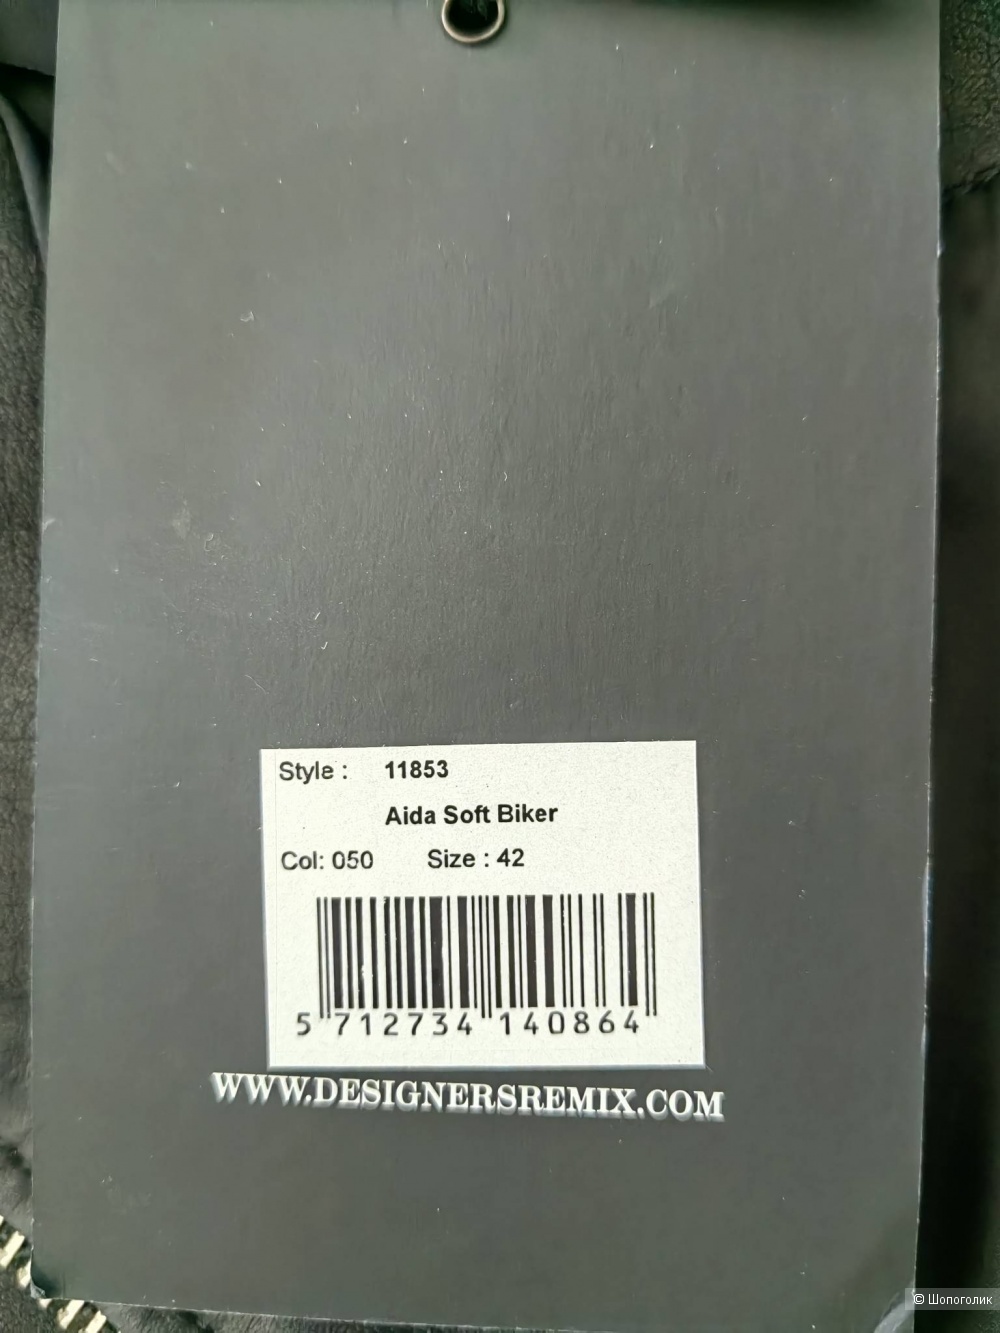 Style : 11853
Aida Soft Biker
Col: 050 Size : 42
5 712734 140864
WWW.DESIGNERSREMIX.COM
© Шопоголик